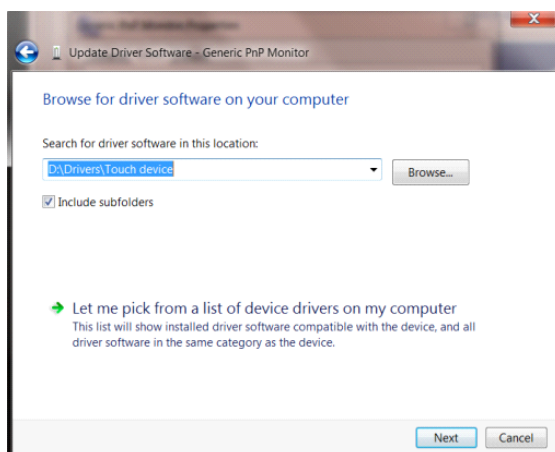 Update Driver Software - Generic PnP Monitor
Browse for driver software on your computer
Search for driver software in this location:
D:\Drivers\Touch device
Browse...
Include subfolders
Let me pick from a list of device drivers on my computer
This list will show installed driver software compatible with the device, and all
driver software in the same category as the device.
Next Cancel